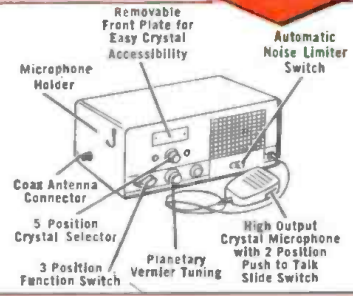 Removable
Front Plate for
Easy Crystal
Accessibility
Automatic
Noise Limiter
Switch
Microphone
Holder
Coax Antenna
Connector
5 Position
Crystal Selector
3 Position
Function Switch
Planetary
Vernier Tuning
High Output
Crystal Microphone
with 2 Position
Push to Talk
Slide Switch